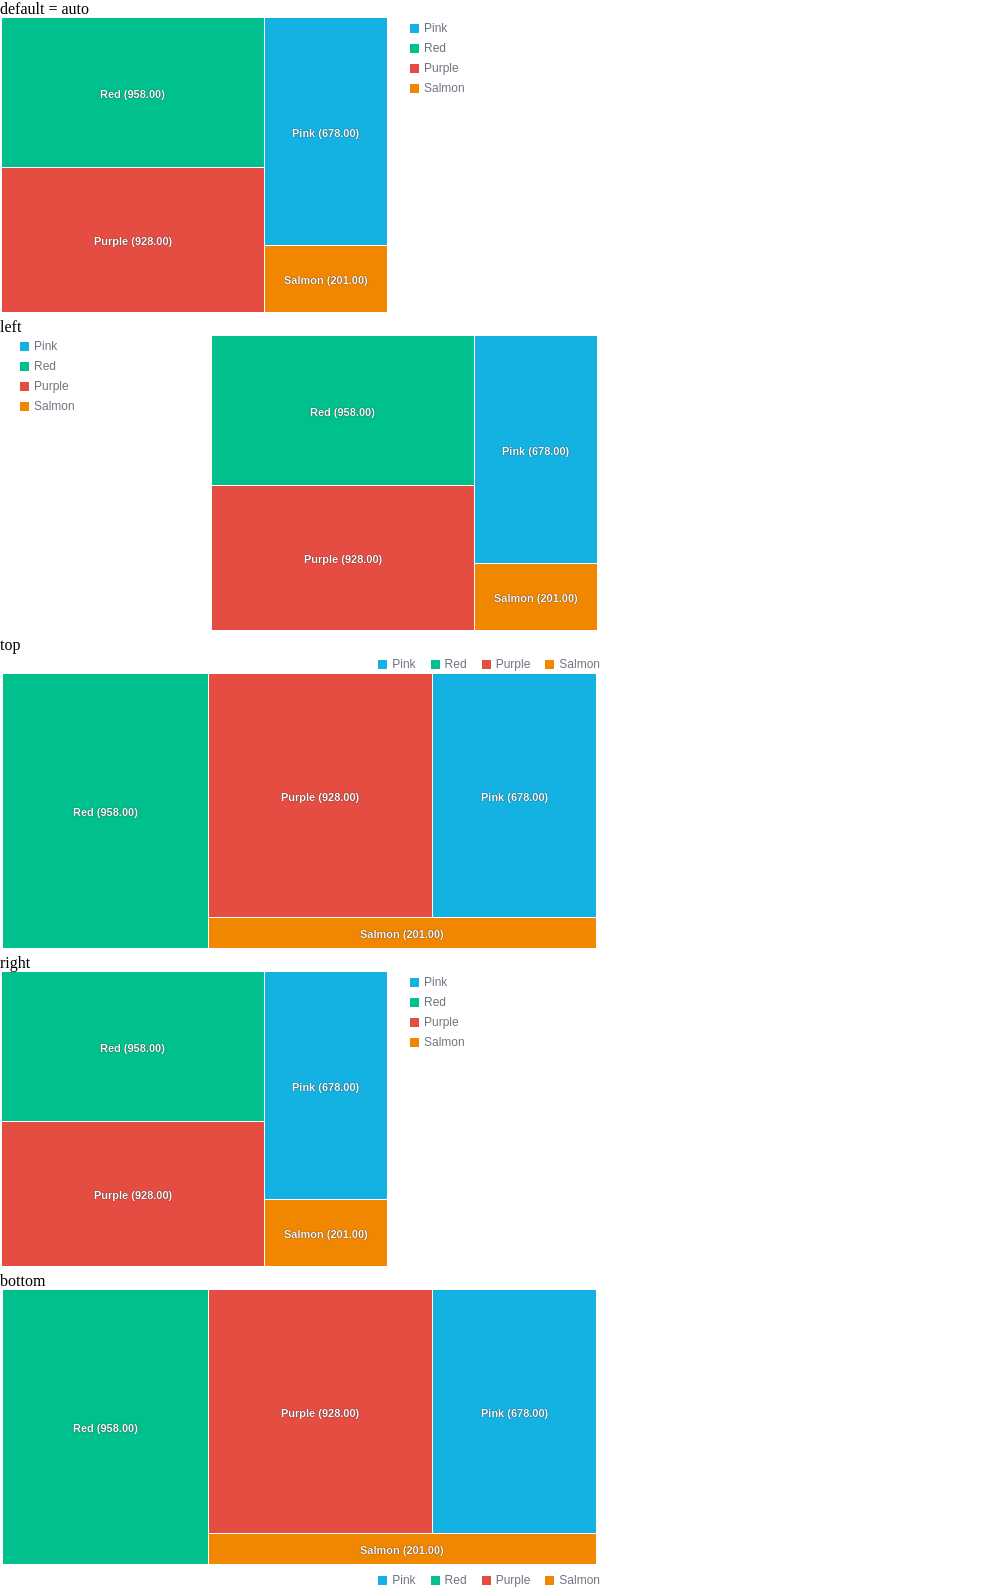 default = auto
Red (958.00)
Purple (928.00)
Pink (678.00)
Salmon (201.00)
Pink
Red
Purple
Salmon
left
Pink
Red
Purple
Salmon
Red (958.00)
Purple (928.00)
Pink (678.00)
Salmon (201.00)
top
Pink Red Purple Salmon
Red (958.00)
Purple (928.00)
Pink (678.00)
Salmon (201.00)
right
Red (958.00)
Purple (928.00)
Pink (678.00)
Salmon (201.00)
Pink
Red
Purple
Salmon
bottom
Red (958.00)
Purple (928.00)
Pink (678.00)
Salmon (201.00)
Pink Red Purple Salmon